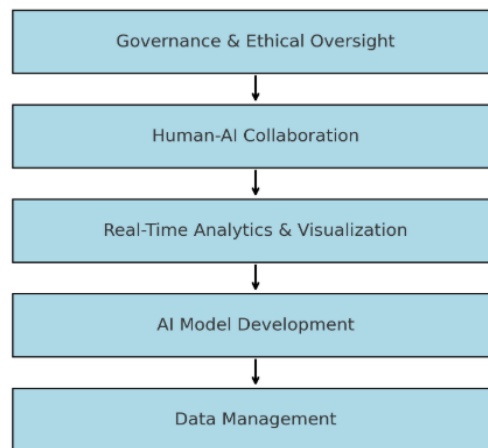 Governance & Ethical Oversight
Human-AI Collaboration
Real-Time Analytics & Visualization
AI Model Development
Data Management